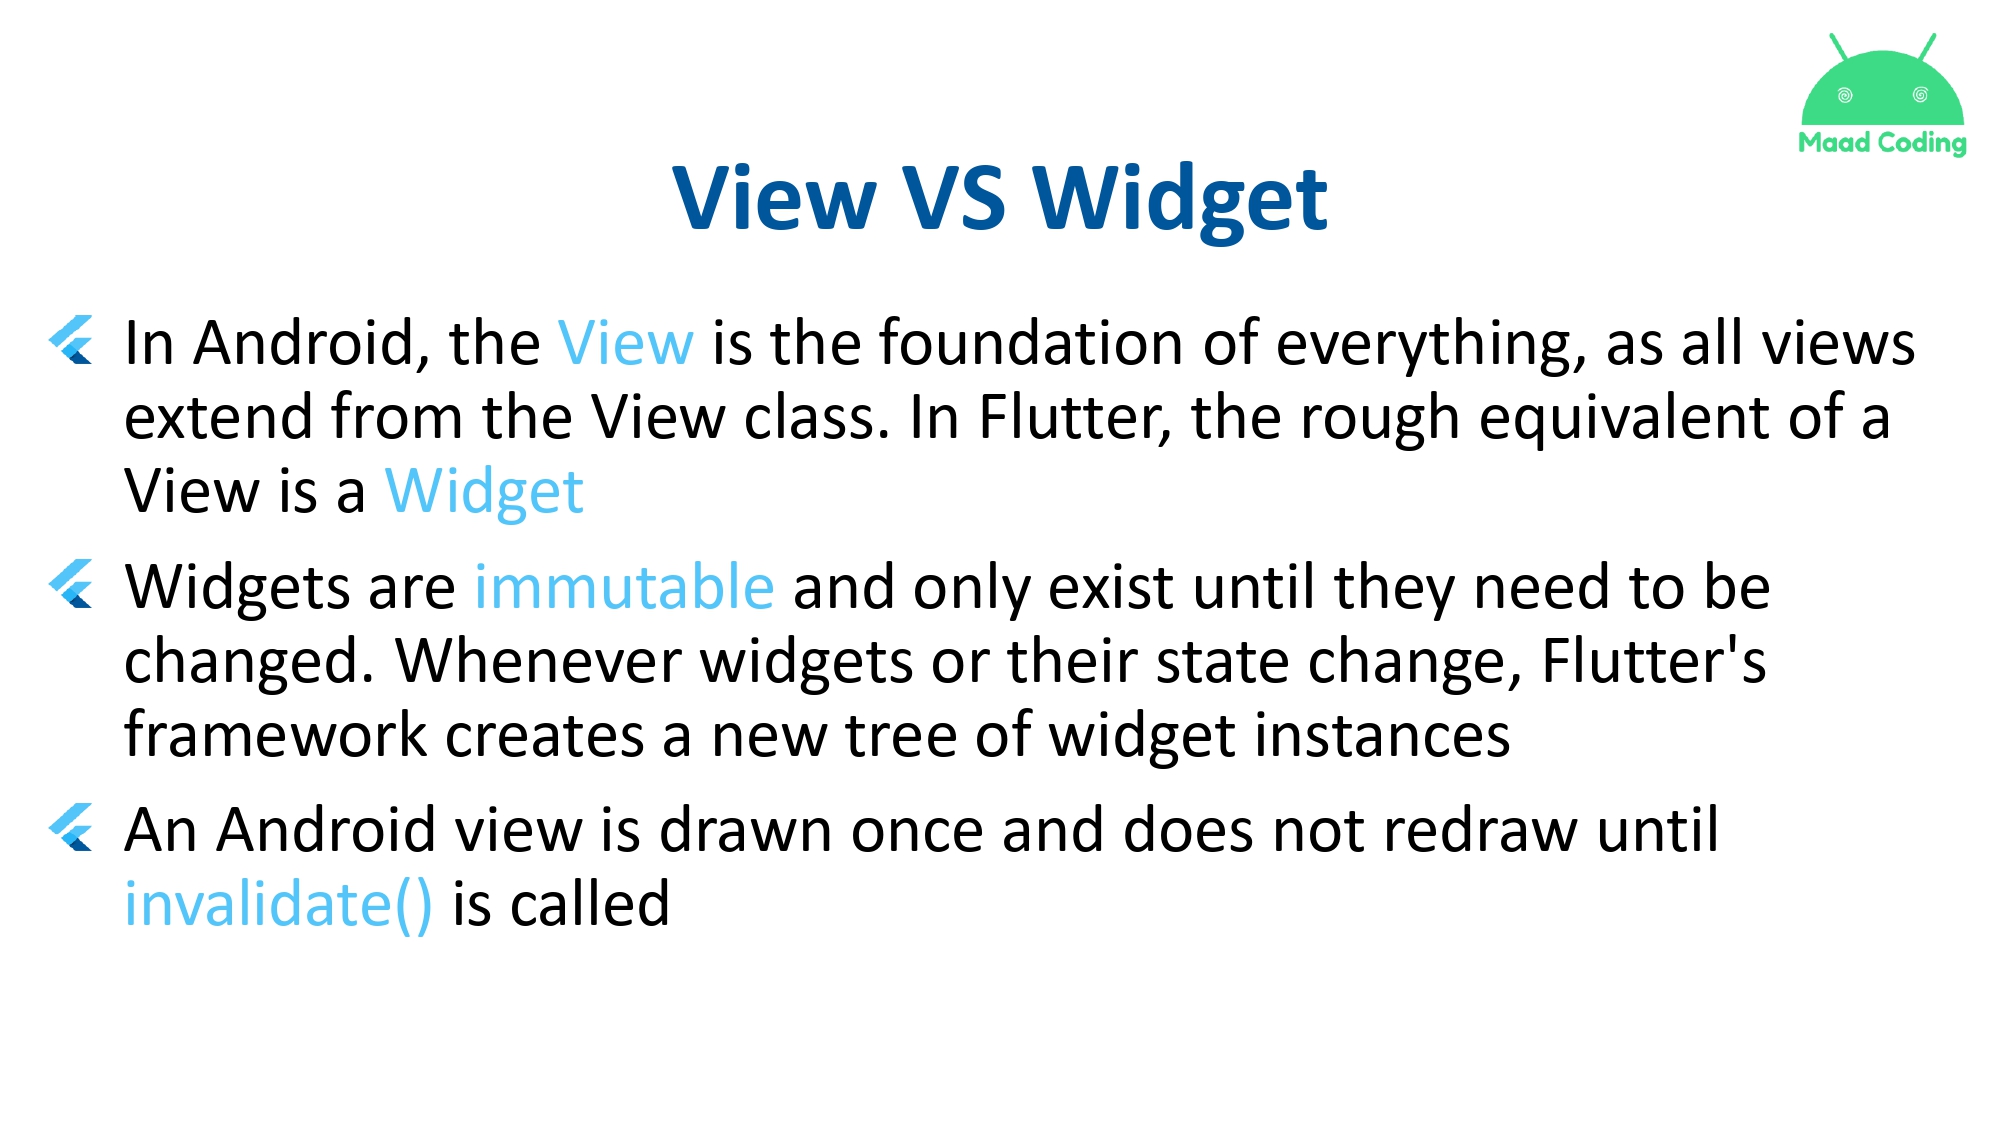 Maad Coding
View VS Widget
In Android, the View is the foundation of everything, as all views
extend from the View class. In Flutter, the rough equivalent of a
View is a Widget
Widgets are immutable and only exist until they need to be
changed. Whenever widgets or their state change, Flutter's
framework creates a new tree of widget instances
An Android view is drawn once and does not redraw until
invalidate() is called